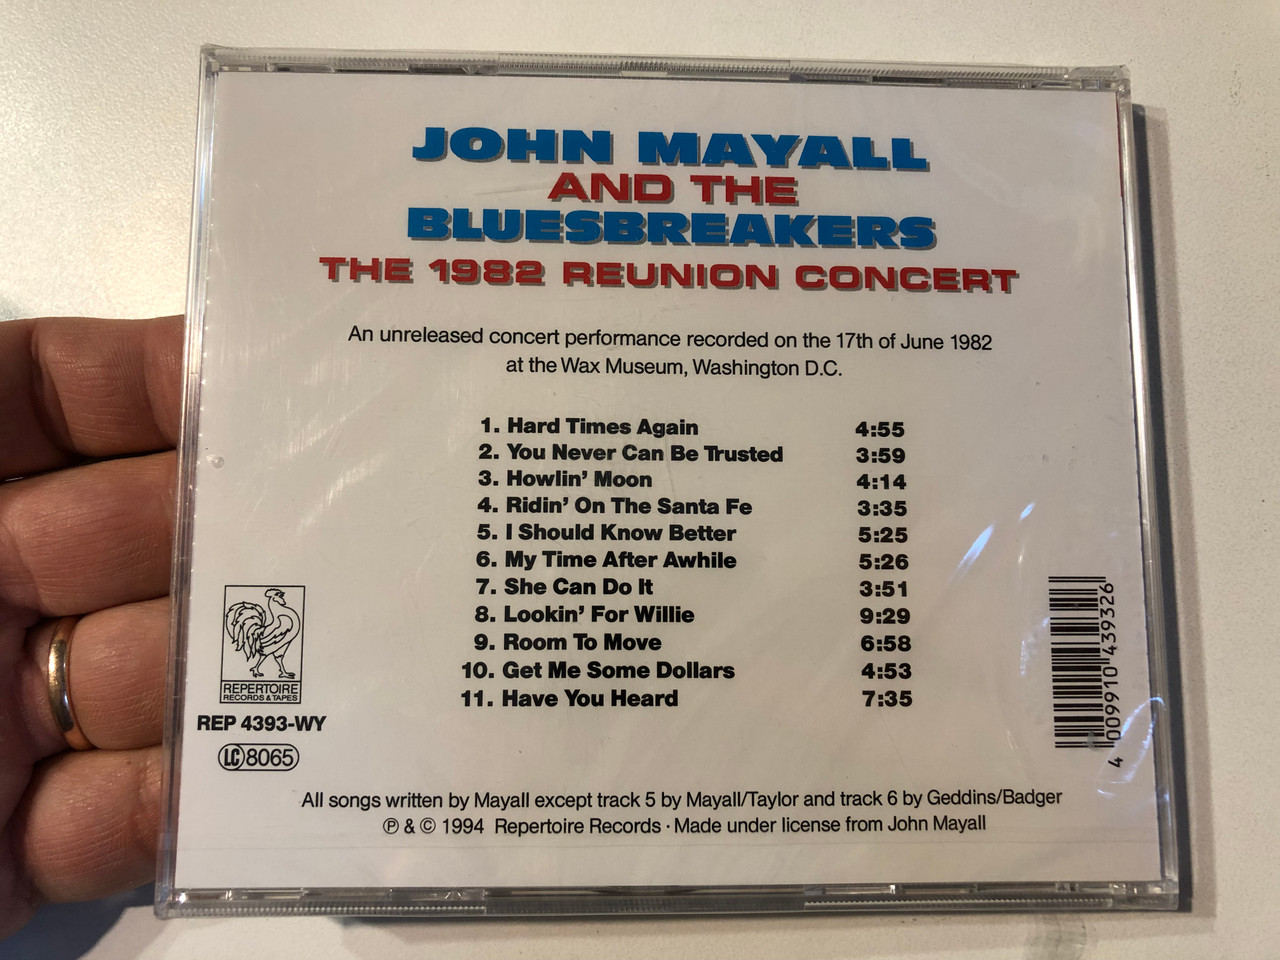 JOHN MAYALL
AND THE
BLUESBREAKERS
THE 1982 REUNION CONCERT
An unreleased concert performance recorded on the 17th of June 1982
at the Wax Museum, Washington D.C.
1. Hard Times Again 4:55
2. You Never Can Be Trusted 3:59
3. Howlin' Moon 4:14
4. Ridin' On The Santa Fe 3:35
5. I Should Know Better 5:25
6. My Time After Awhile 5:26
7. She Can Do It 3:51
8. Lookin' For Willie 9:29
9. Room To Move 6:58
10. Get Me Some Dollars 4:53
11. Have You Heard 7:35
REPERTOIRE
RECORDS & TAPES
REP 4393-WY
LC 8065
4 009910 439326
All songs written by Mayall except track 5 by Mayall/Taylor and track 6 by Geddins/Badger
℗ & © 1994 Repertoire Records · Made under license from John Mayall